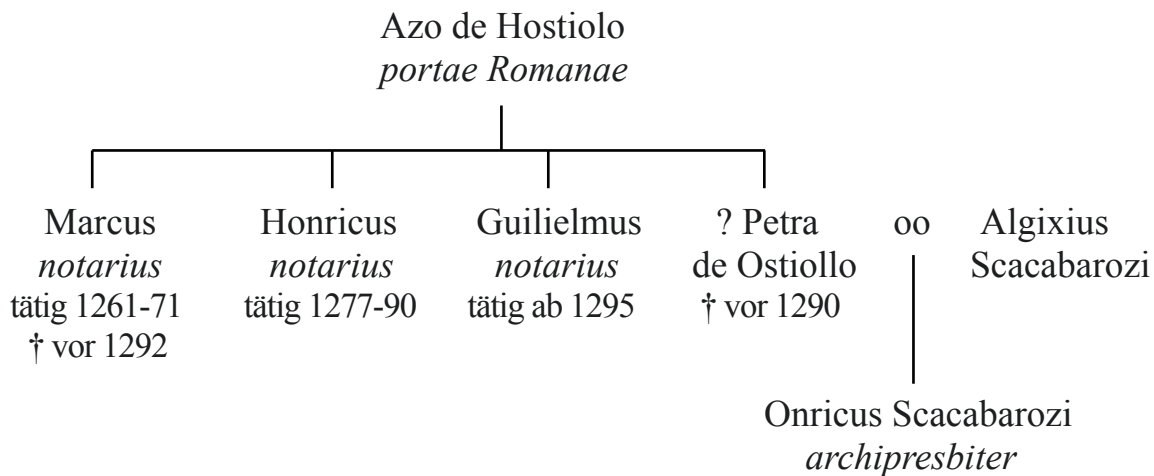 Azo de Hostiolo
portae Romanae
Marcus
notarius
tätig 1261-71
† vor 1292
Honricus
notarius
tätig 1277-90
Guilielmus
notarius
tätig ab 1295
? Petra
de Ostiollo
† vor 1290
oo
Algixius
Scacabarozi
Onricus Scacabarozi
archipresbiter